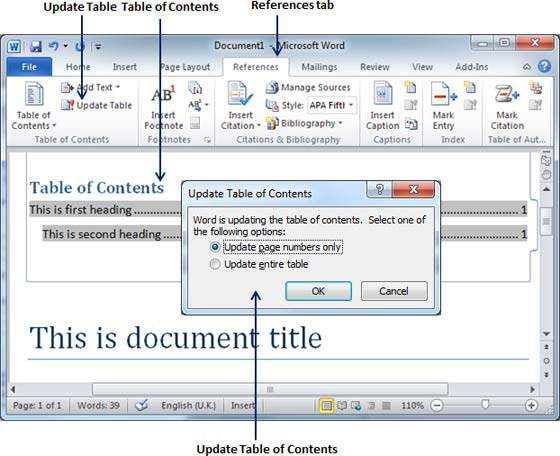 Update Table Table of Contents References tab
Document1 - Microsoft Word
File Home Insert Page Layout References Mailings Review View Add-Ins
Table of Contents
Add Text
Update Table
Table of Contents
AB1
Insert Footnote
AB
Footnotes
Insert Citation
Manage Sources
Style: APA Fift
Bibliography
Citations & Bibliography
Insert Caption
Captions
Mark Entry
Index
Mark Citation
Table of Aut...
Table of Contents
This is first heading 1
This is second heading 1
Update Table of Contents
Word is updating the table of contents. Select one of
the following options:
Update page numbers only
Update entire table
OK Cancel
This is document title
Page: 1 of 1 Words: 39 English (U.K.) Insert 110%
Update Table of Contents